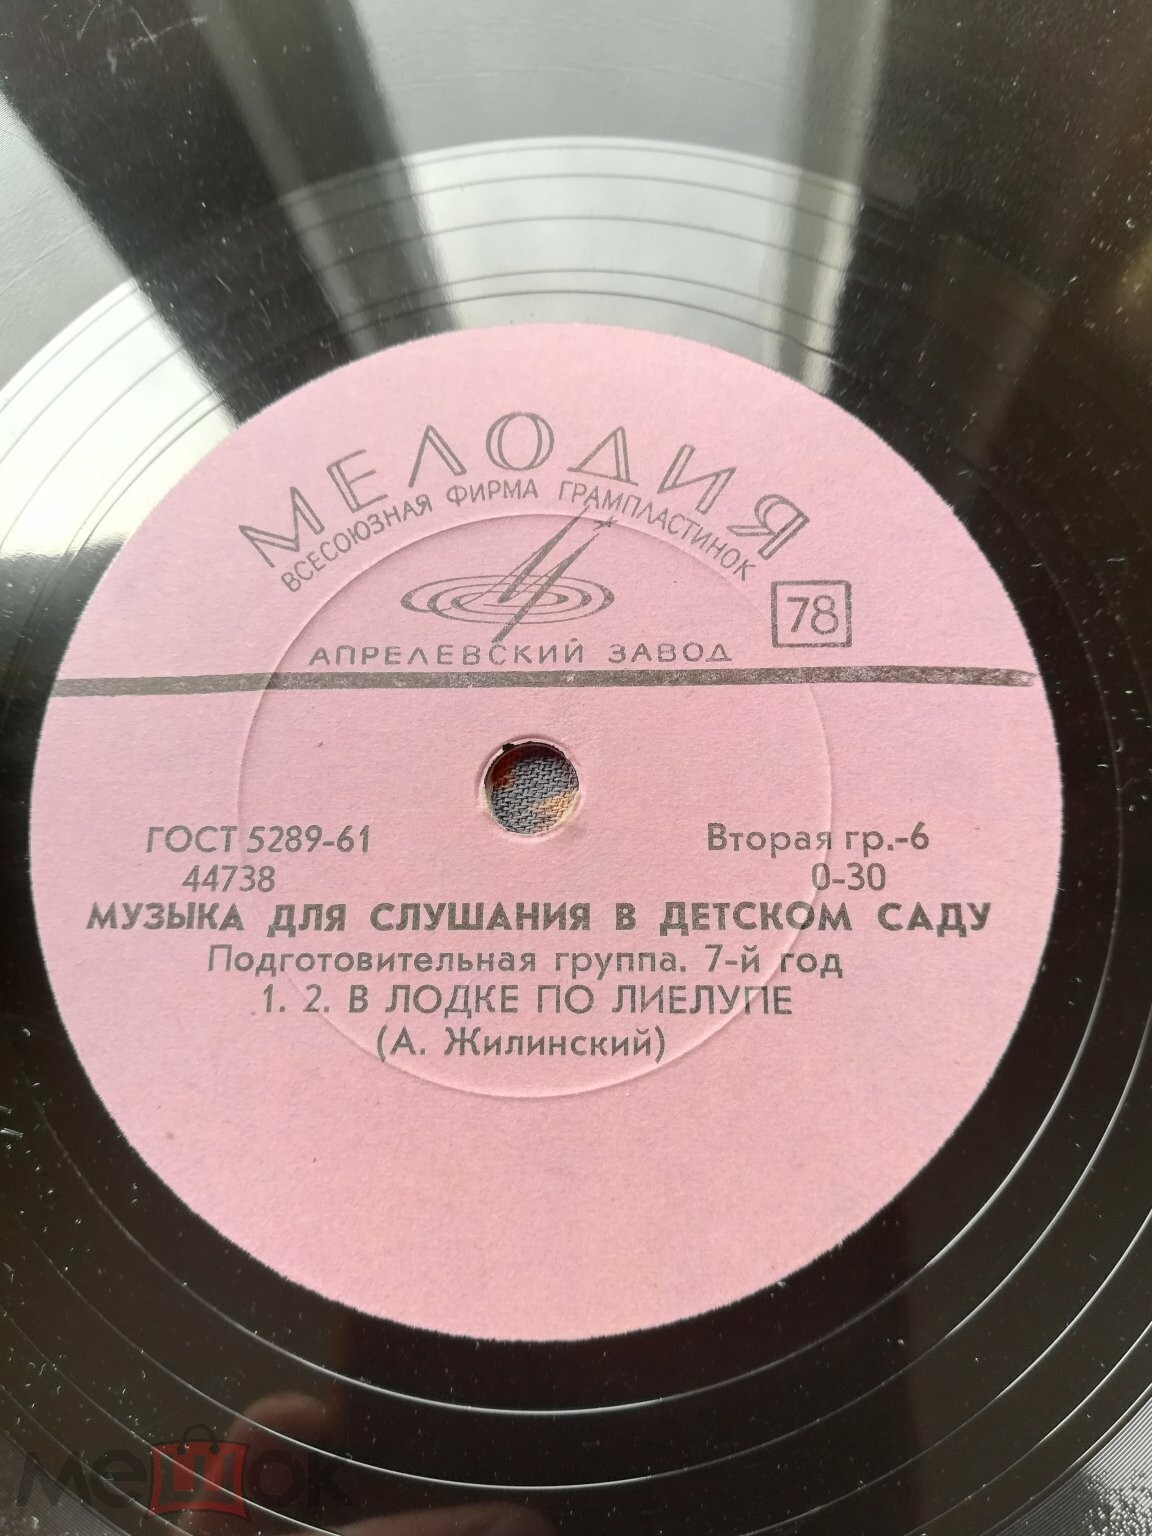 МЕЛОДИЯ
ВСЕСОЮЗНАЯ ФИРМА ГРАМПЛАСТИНОК
78
АПРЕЛЕВСКИЙ ЗАВОД
ГОСТ 5289-61
Вторая гр.-6
44738
0-30
МУЗЫКА ДЛЯ СЛУШАНИЯ В ДЕТСКОМ САДУ
Подготовительная группа. 7-й год
1. 2. В ЛОДКЕ ПО ЛИЕЛУПЕ
(А. Жилинский)
мешок